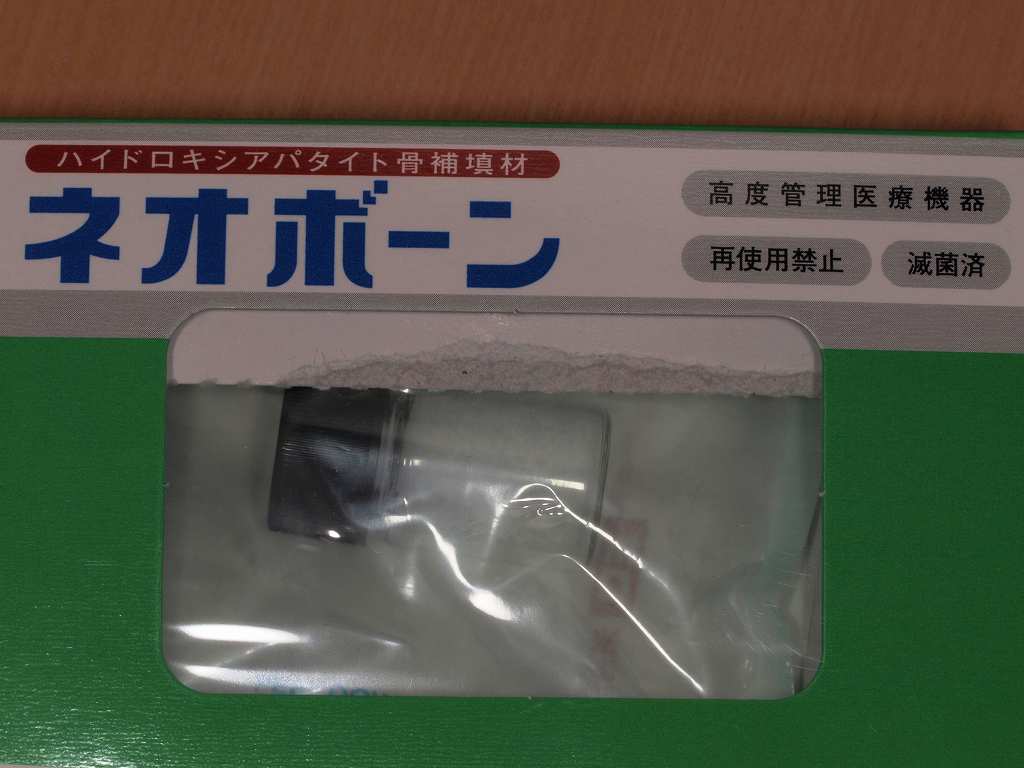 ハイドロキシアパタイト骨補填材
ネオボーン
高度管理医療機器
再使用禁止
滅菌済